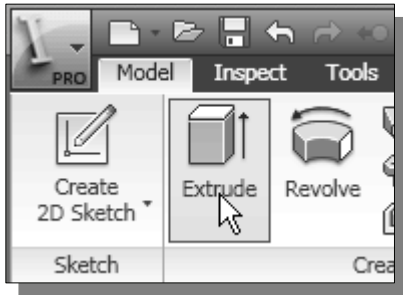 PRO Model Inspect Tools
Create
2D Sketch
Extrude Revolve
Sketch Crea